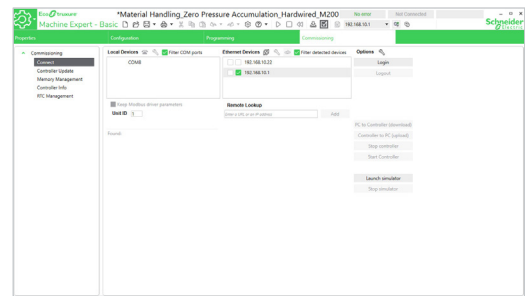 EcoStruxure
Machine Expert - Basic
*Material Handling_Zero Pressure Accumulation_Hardwired_M200
No error
Not Connected
192.168.10.1
Schneider
Electric
Properties
Configuration
Programming
Commissioning
Commissioning
Connect
Controller Update
Memory Management
Controller Info
RTC Management
Local Devices
Filter COM ports
COM8
Keep Modbus driver parameters
Unit ID 1
Found!
Ethernet Devices
Filter detected devices
192.168.10.22
192.168.10.1
Remote Lookup
Enter a URL or an IP address
Add
Options
Login
Logout
PC to Controller (download)
Controller to PC (upload)
Stop controller
Start Controller
Launch simulator
Stop simulator